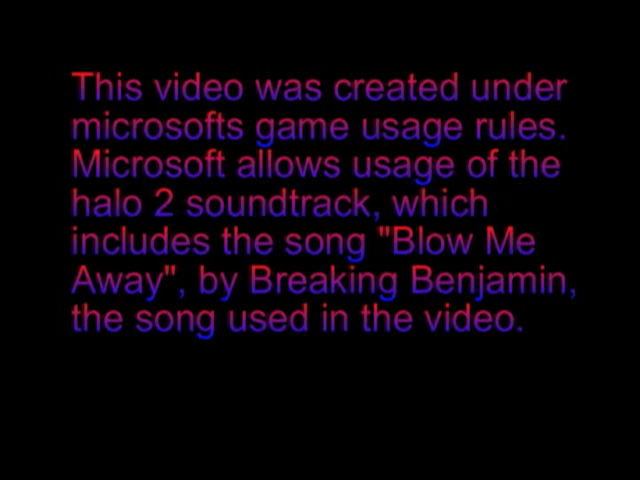 This video was created under
microsofts game usage rules.
Microsoft allows usage of the
halo 2 soundtrack, which
includes the song "Blow Me
Away", by Breaking Benjamin,
the song used in the video.